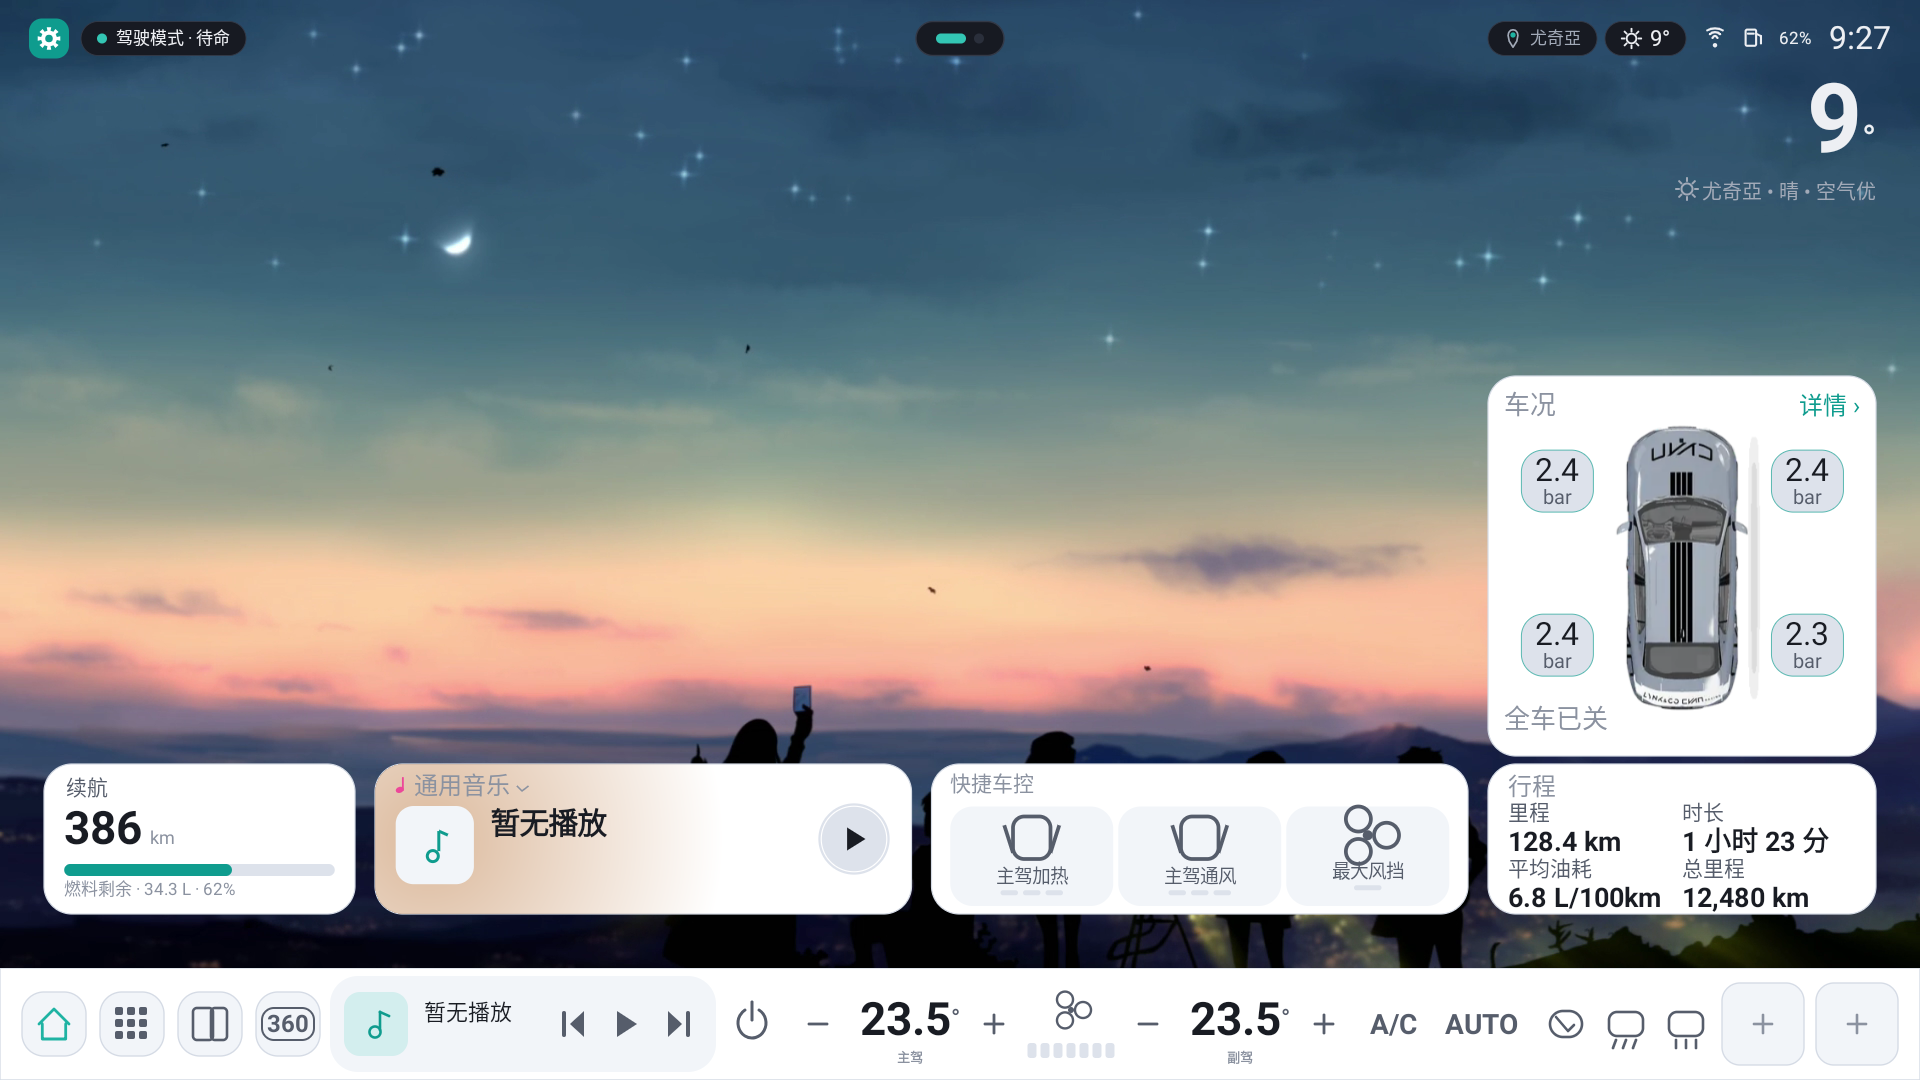 驾驶模式 · 待命
尤奇亞
9°
62%
9:27
9°
尤奇亞 • 晴 • 空气优
车况
详情 ›
2.4
bar
2.4
bar
2.4
bar
2.3
bar
全车已关
续航
386 km
燃料剩余 · 34.3 L · 62%
通用音乐
暂无播放
快捷车控
主驾加热
主驾通风
最大风挡
行程
里程
128.4 km
时长
1 小时 23 分
平均油耗
6.8 L/100km
总里程
12,480 km
360
暂无播放
23.5°
主驾
23.5°
副驾
A/C
AUTO